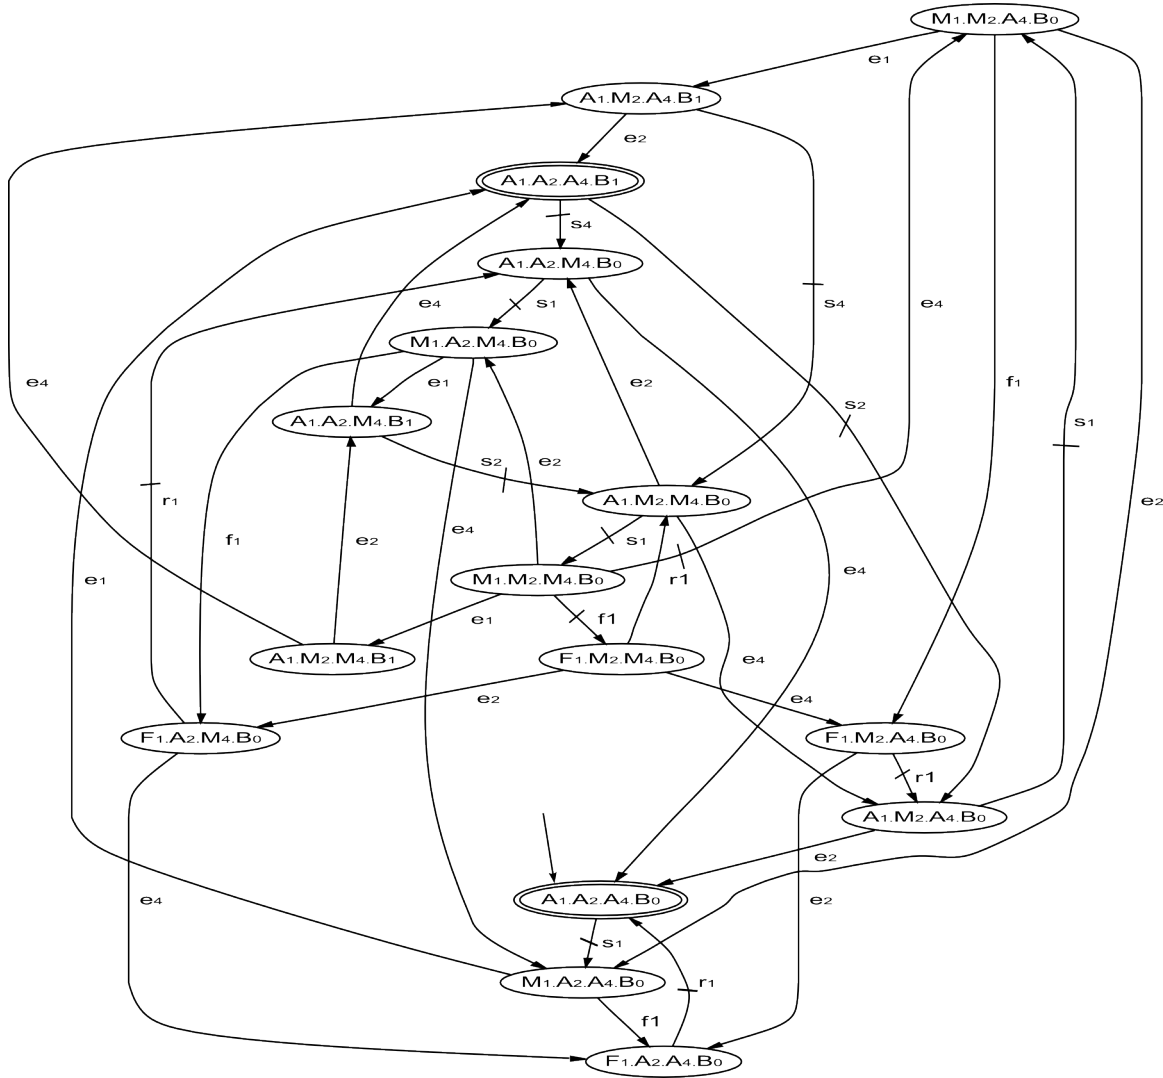 M1.M2.A4.B0
e1
A1.M2.A4.B1
e2
A1.A2.A4.B1
s4
A1.A2.M4.B0
e4
s1
s4
e4
M1.A2.M4.B0
e4
e1
e2
f1
s2
A1.A2.M4.B1
s1
s2
e2
A1.M2.M4.B0
r1
e4
e2
f1
e2
s1
e4
e1
M1.M2.M4.B0
r1
e1
f1
A1.M2.M4.B1
F1.M2.M4.B0
e4
e2
e4
F1.A2.M4.B0
F1.M2.A4.B0
r1
A1.M2.A4.B0
e2
e4
A1.A2.A4.B0
e2
s1
M1.A2.A4.B0
r1
f1
F1.A2.A4.B0